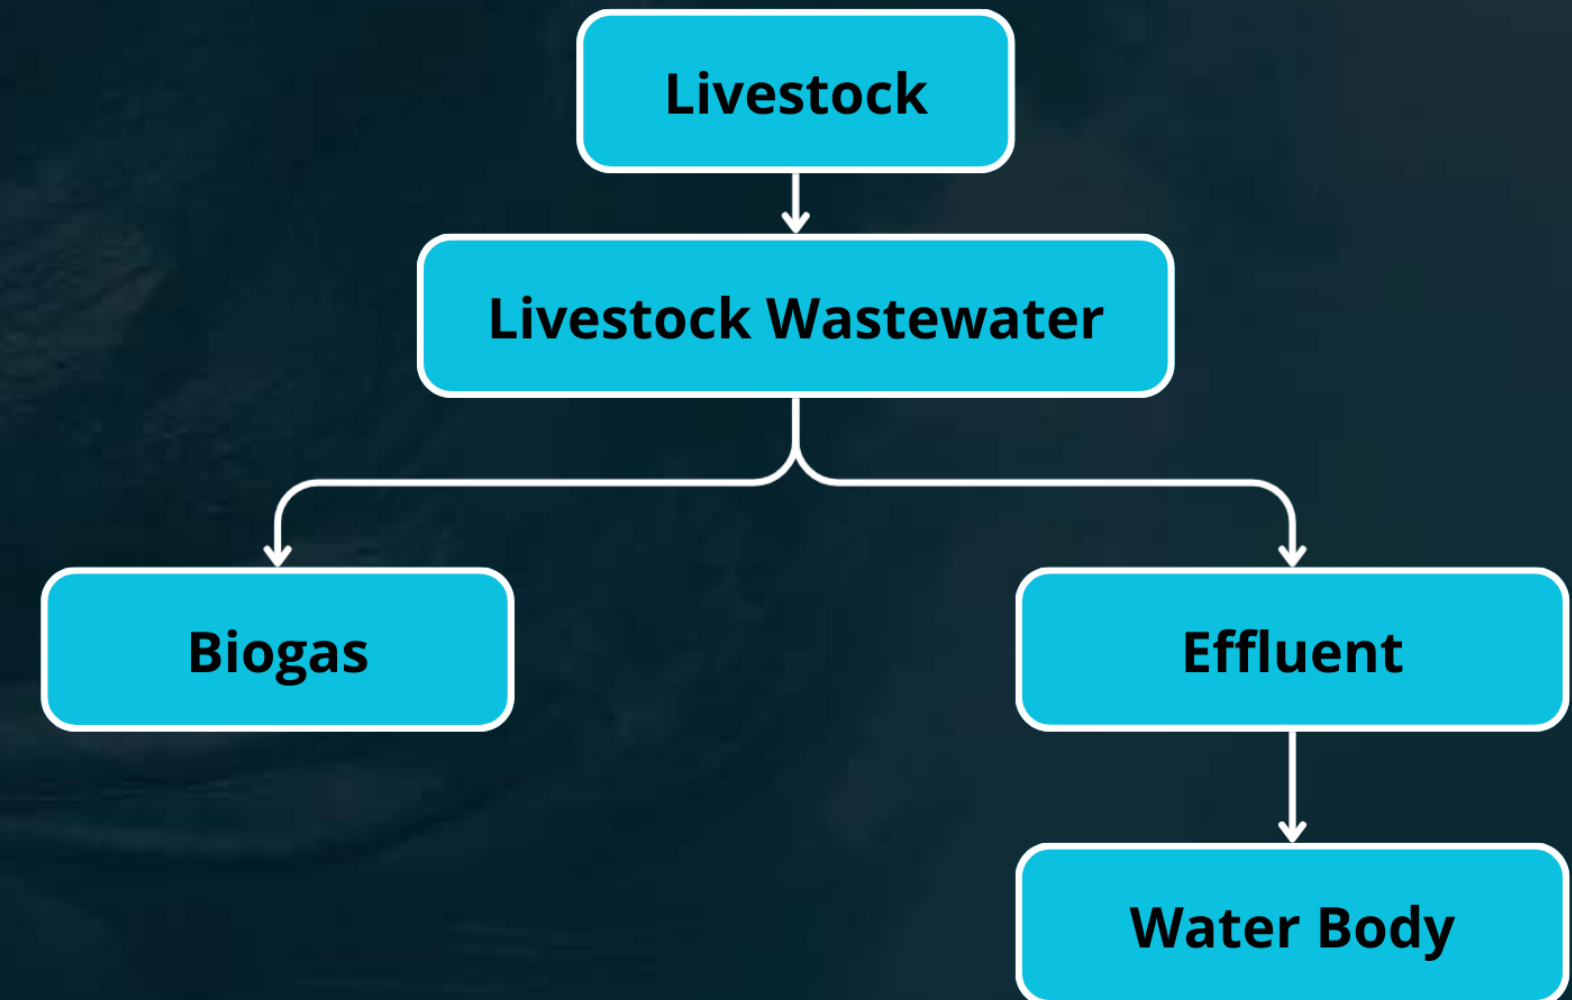 Livestock
Livestock Wastewater
Biogas
Effluent
Water Body